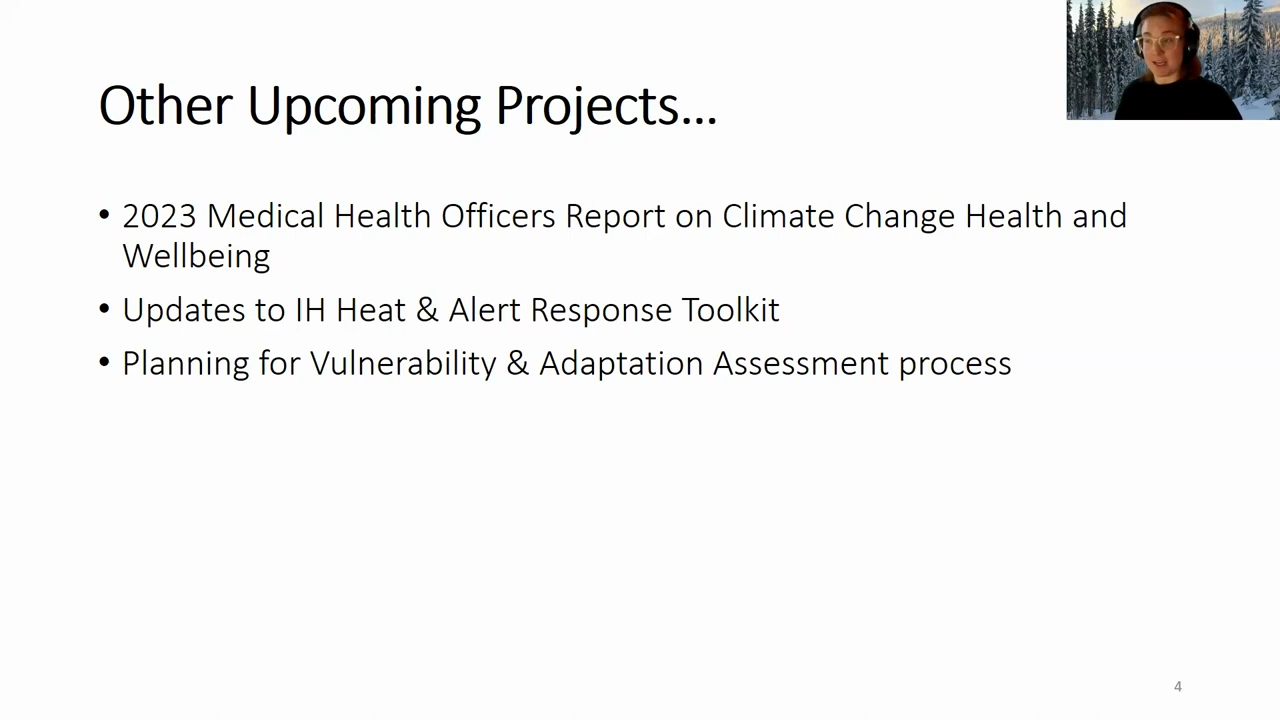 Other Upcoming Projects...
• 2023 Medical Health Officers Report on Climate Change Health and
Wellbeing
• Updates to IH Heat & Alert Response Toolkit
• Planning for Vulnerability & Adaptation Assessment process
4